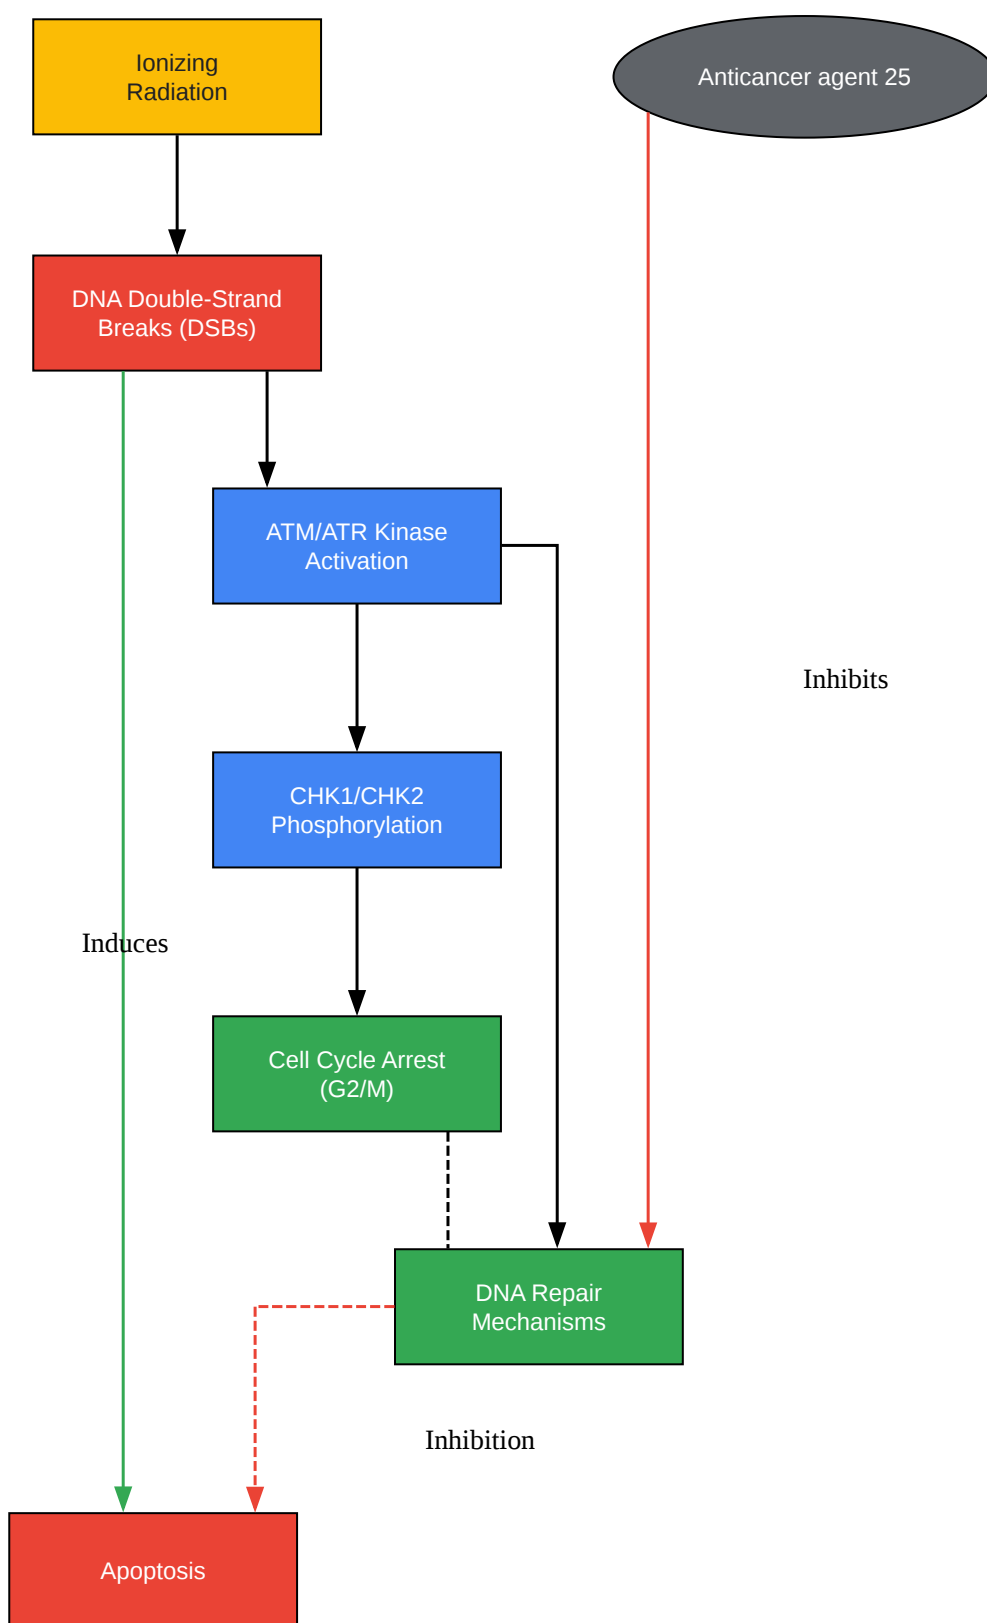 Ionizing
Radiation
Anticancer agent 25
DNA Double-Strand
Breaks (DSBs)
ATM/ATR Kinase
Activation
Inhibits
CHK1/CHK2
Phosphorylation
Induces
Cell Cycle Arrest
(G2/M)
DNA Repair
Mechanisms
Inhibition
Apoptosis